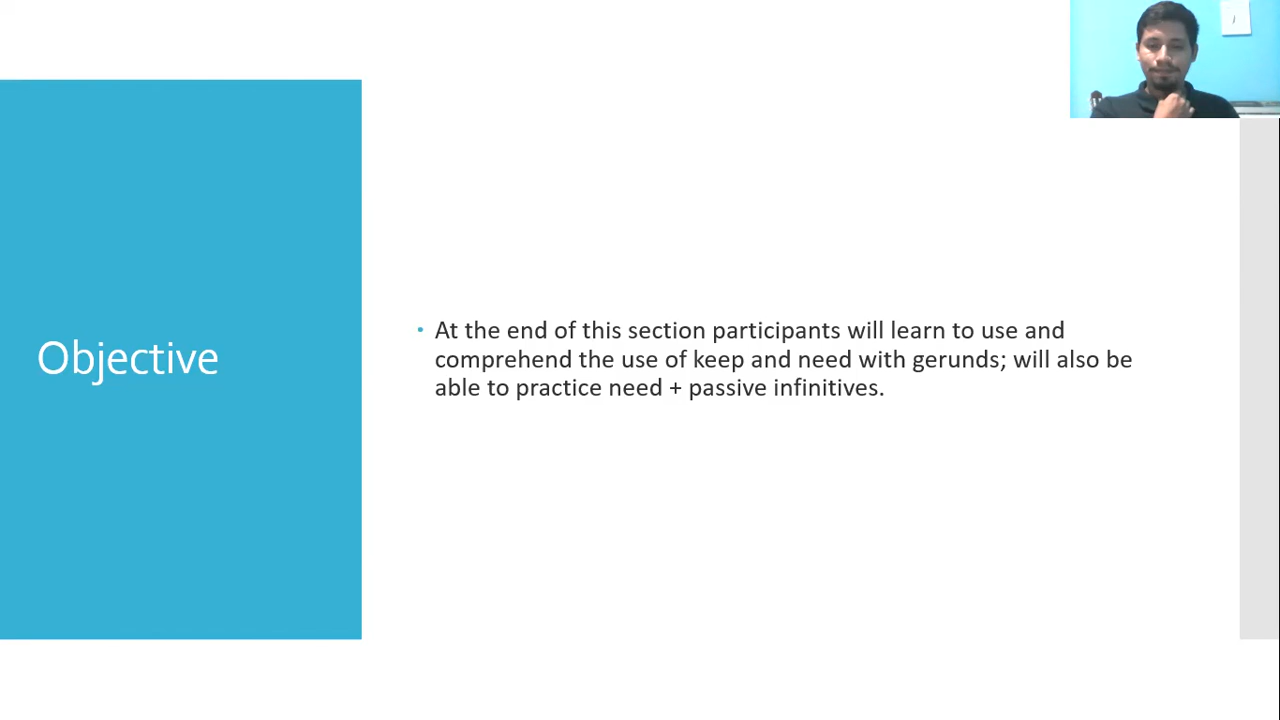 Objective
At the end of this section participants will learn to use and
comprehend the use of keep and need with gerunds; will also be
able to practice need + passive infinitives.